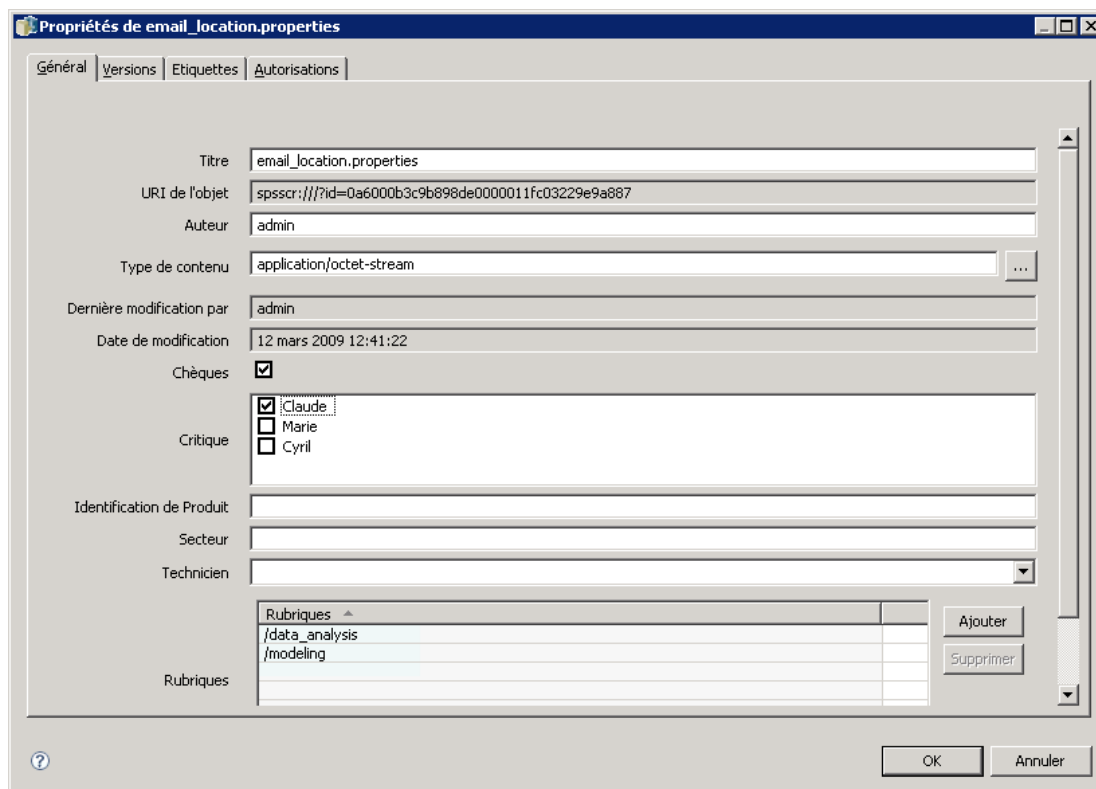 Propriétés de email_location.properties
Général Versions Etiquettes Autorisations
Titre email_location.properties
URI de l'objet spsscr:///?id=0a6000b3c9b898de0000011fc03229e9a887
Auteur admin
Type de contenu application/octet-stream ...
Dernière modification par admin
Date de modification 12 mars 2009 12:41:22
Chèques
Critique
Claude
Marie
Cyril
Identification de Produit
Secteur
Technicien
Rubriques
Rubriques
/data_analysis
/modeling
Ajouter
Supprimer
?
OK Annuler